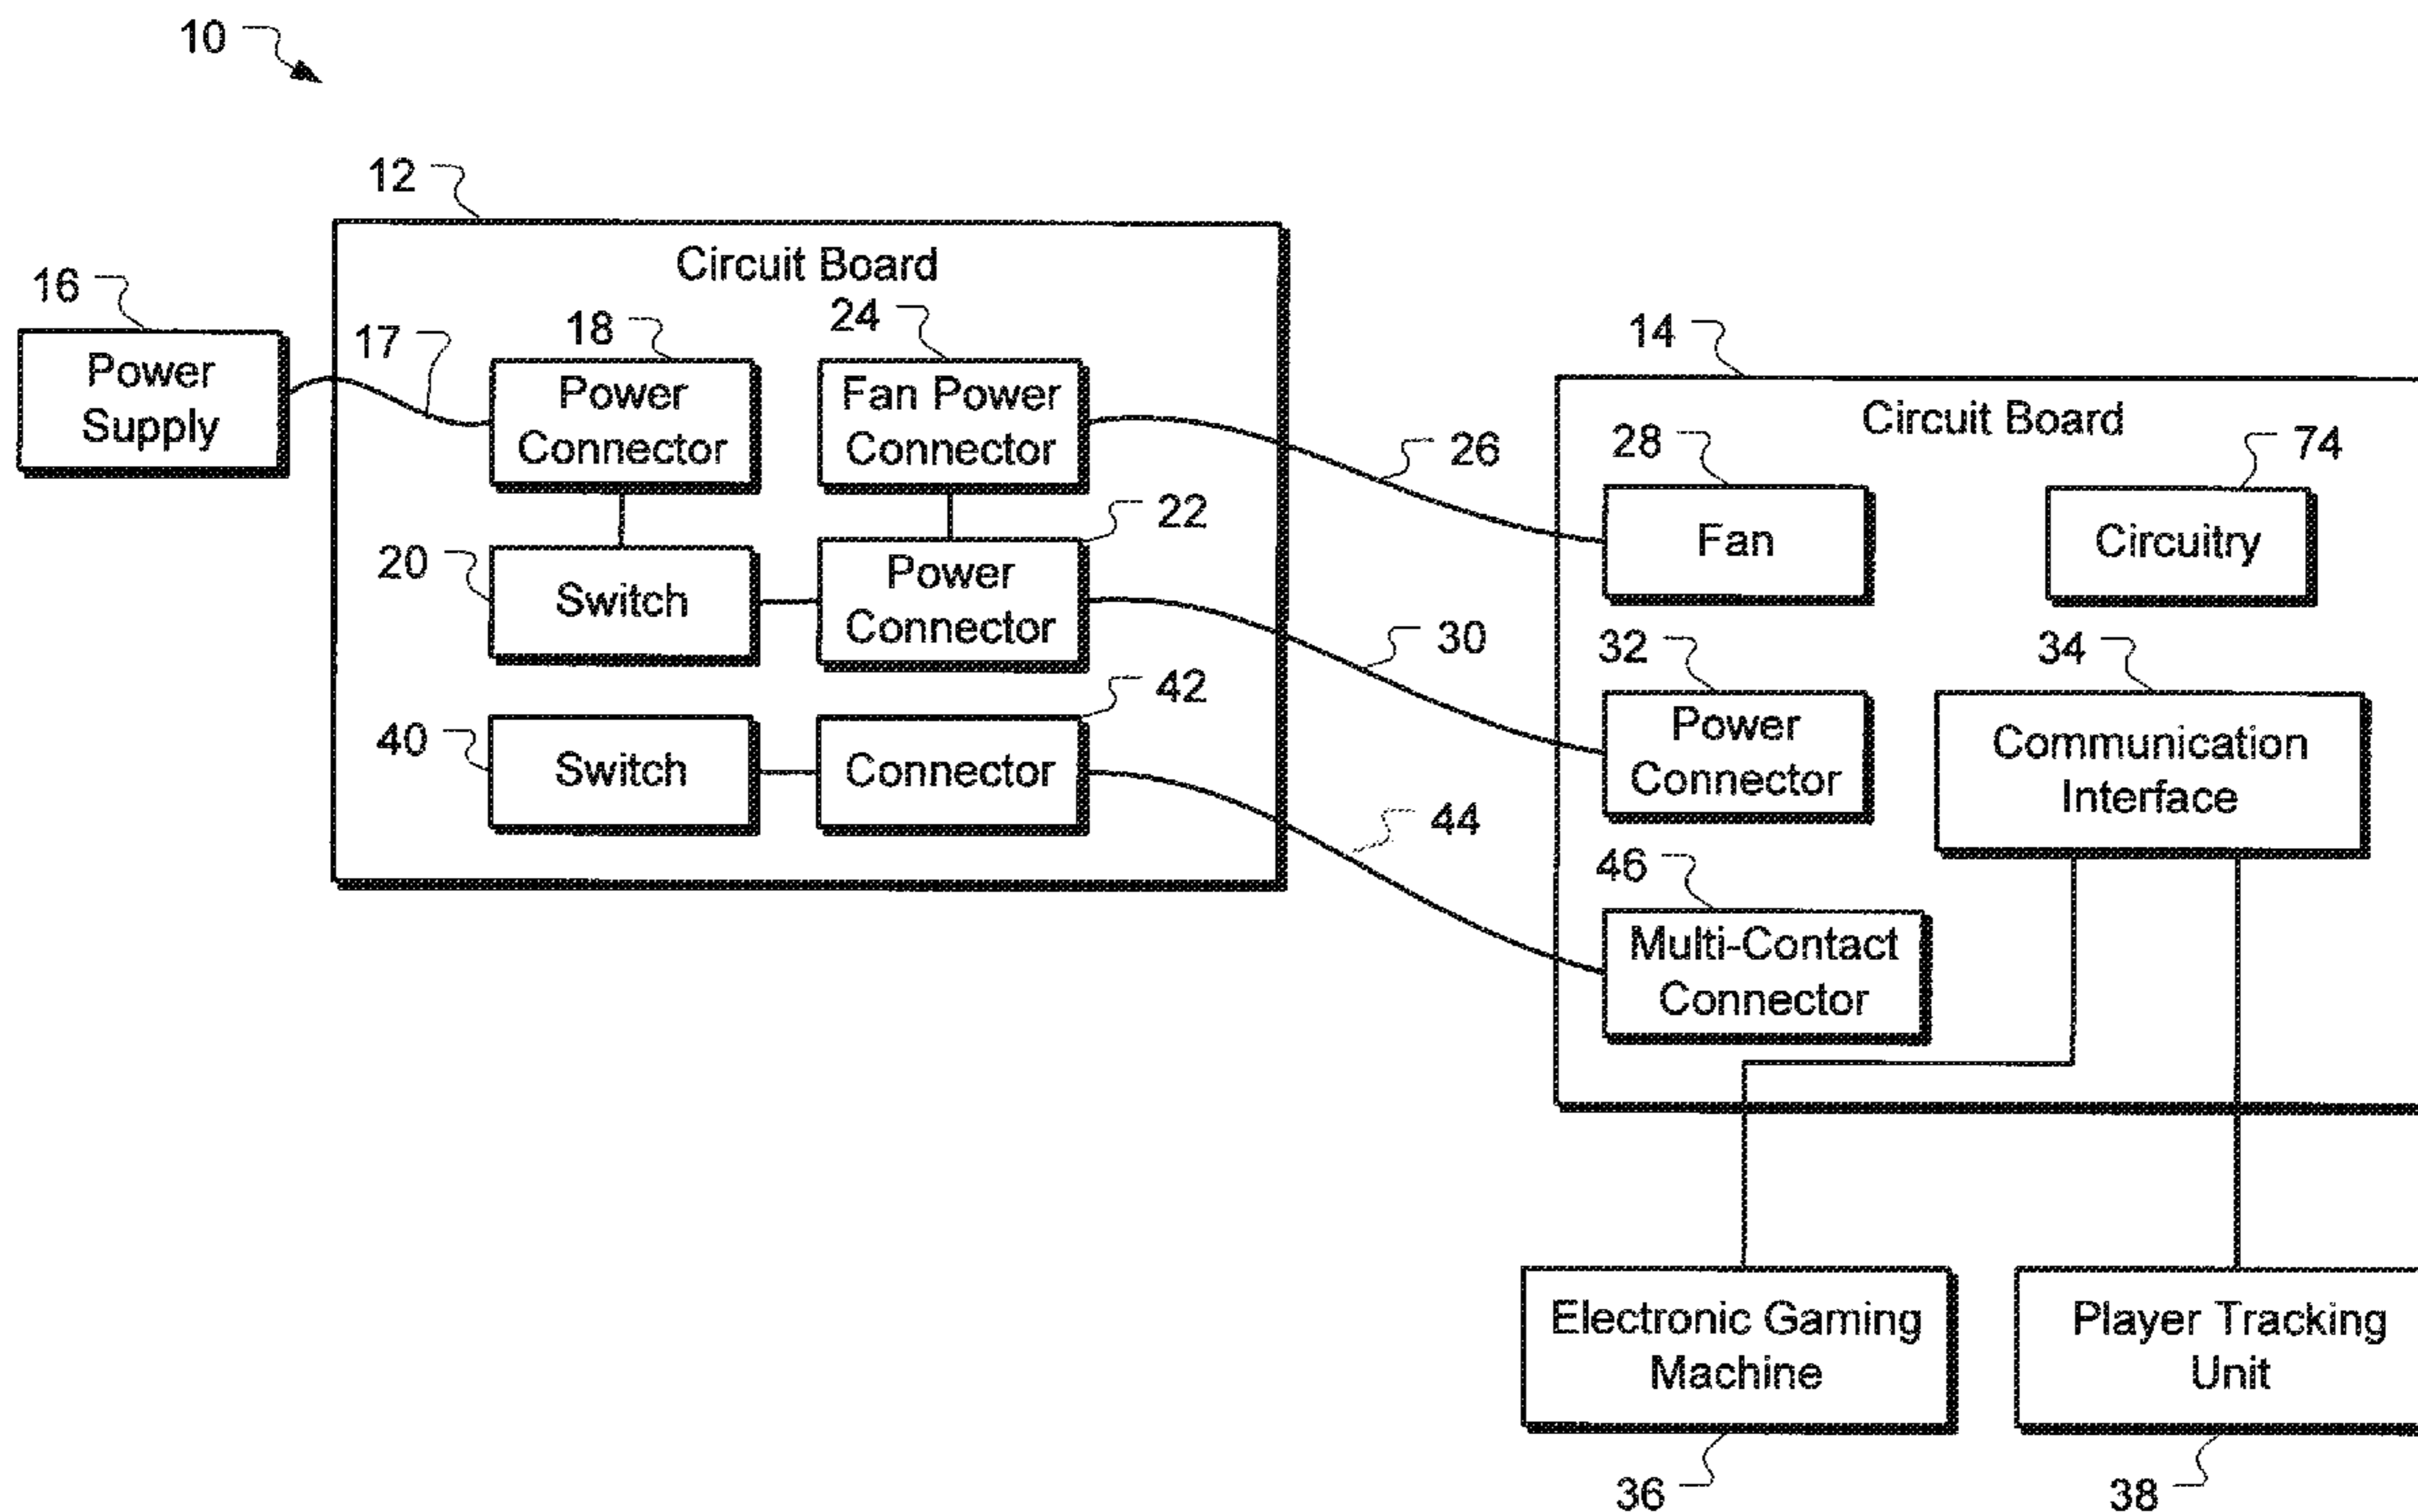 10
12
Circuit Board
16
Power
Supply
17
18
Power
Connector
24
Fan Power
Connector
20
Switch
22
Power
Connector
40
Switch
42
Connector
26
30
44
14
Circuit Board
28
Fan
74
Circuitry
32
Power
Connector
34
Communication
Interface
46
Multi-Contact
Connector
Electronic Gaming
Machine
36
Player Tracking
Unit
38